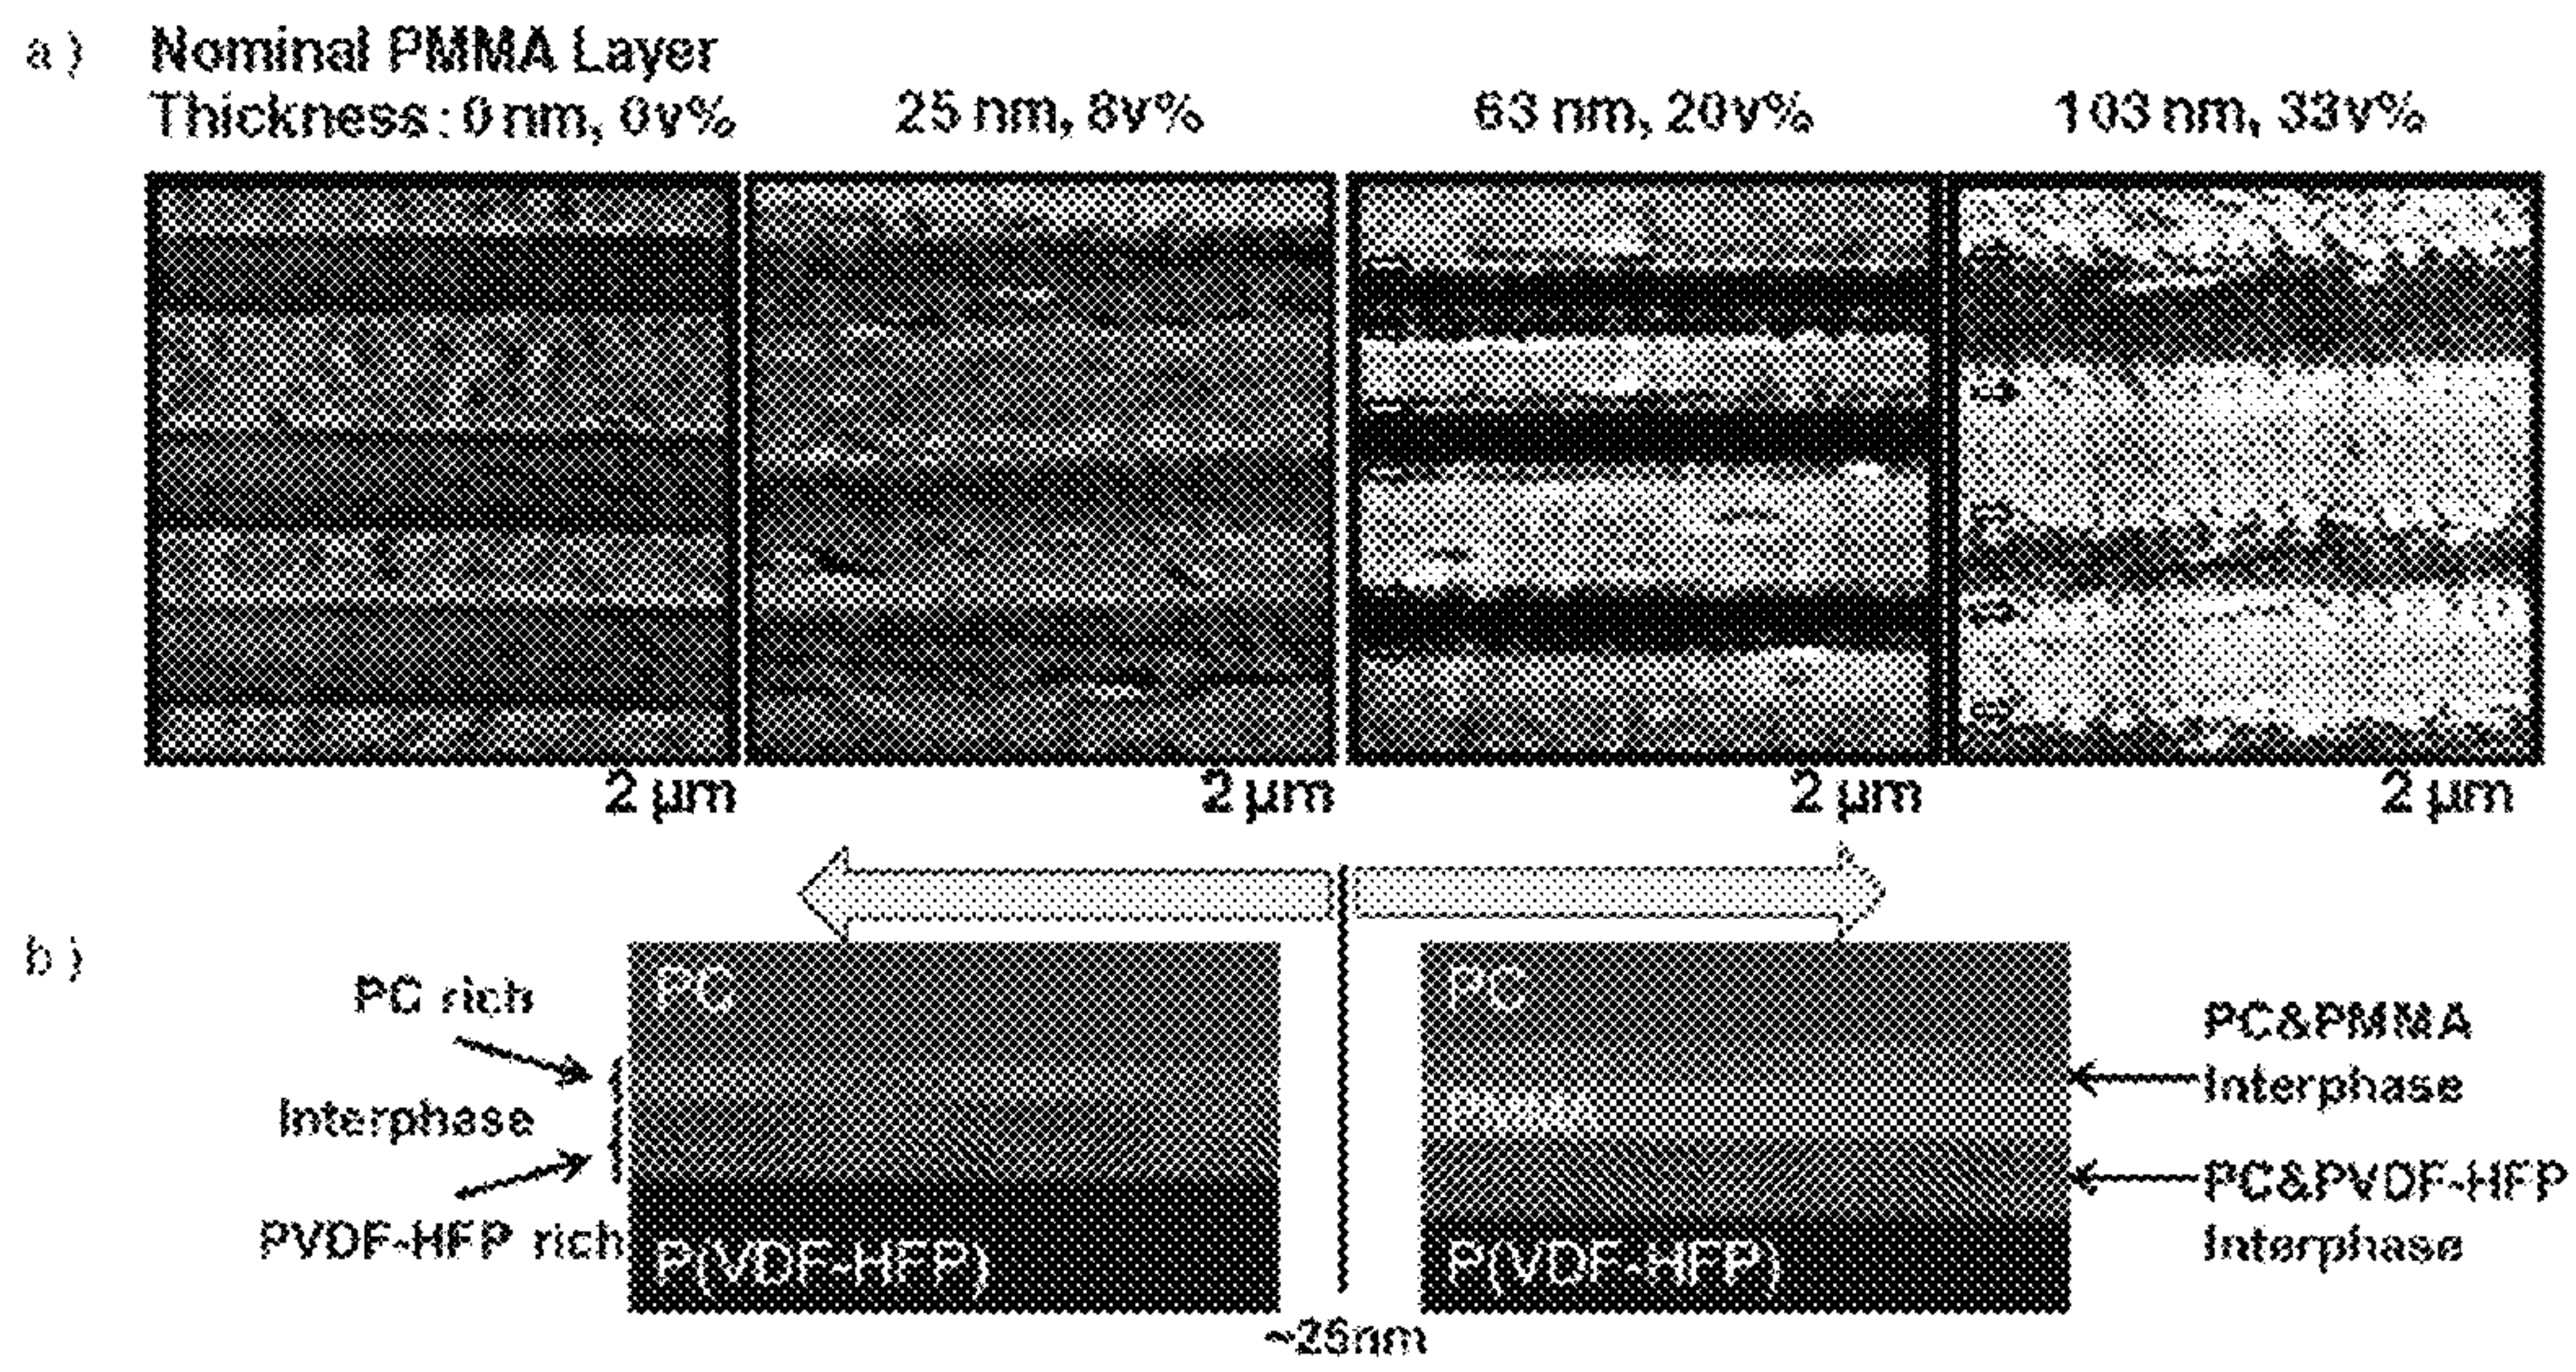 a) Nominal PMMA Layer
Thickness: 0 nm, 0v% 25 nm, 8v% 63 nm, 20v% 103 nm, 33v%
2 µm 2 µm 2 µm 2 µm
b)
PC rich
Interphase
PVDF-HFP rich
PC
P(VDF-HFP)
~25nm
PC
PMMA
P(VDF-HFP)
PC&PMMA
Interphase
PC&PVDF-HFP
Interphase